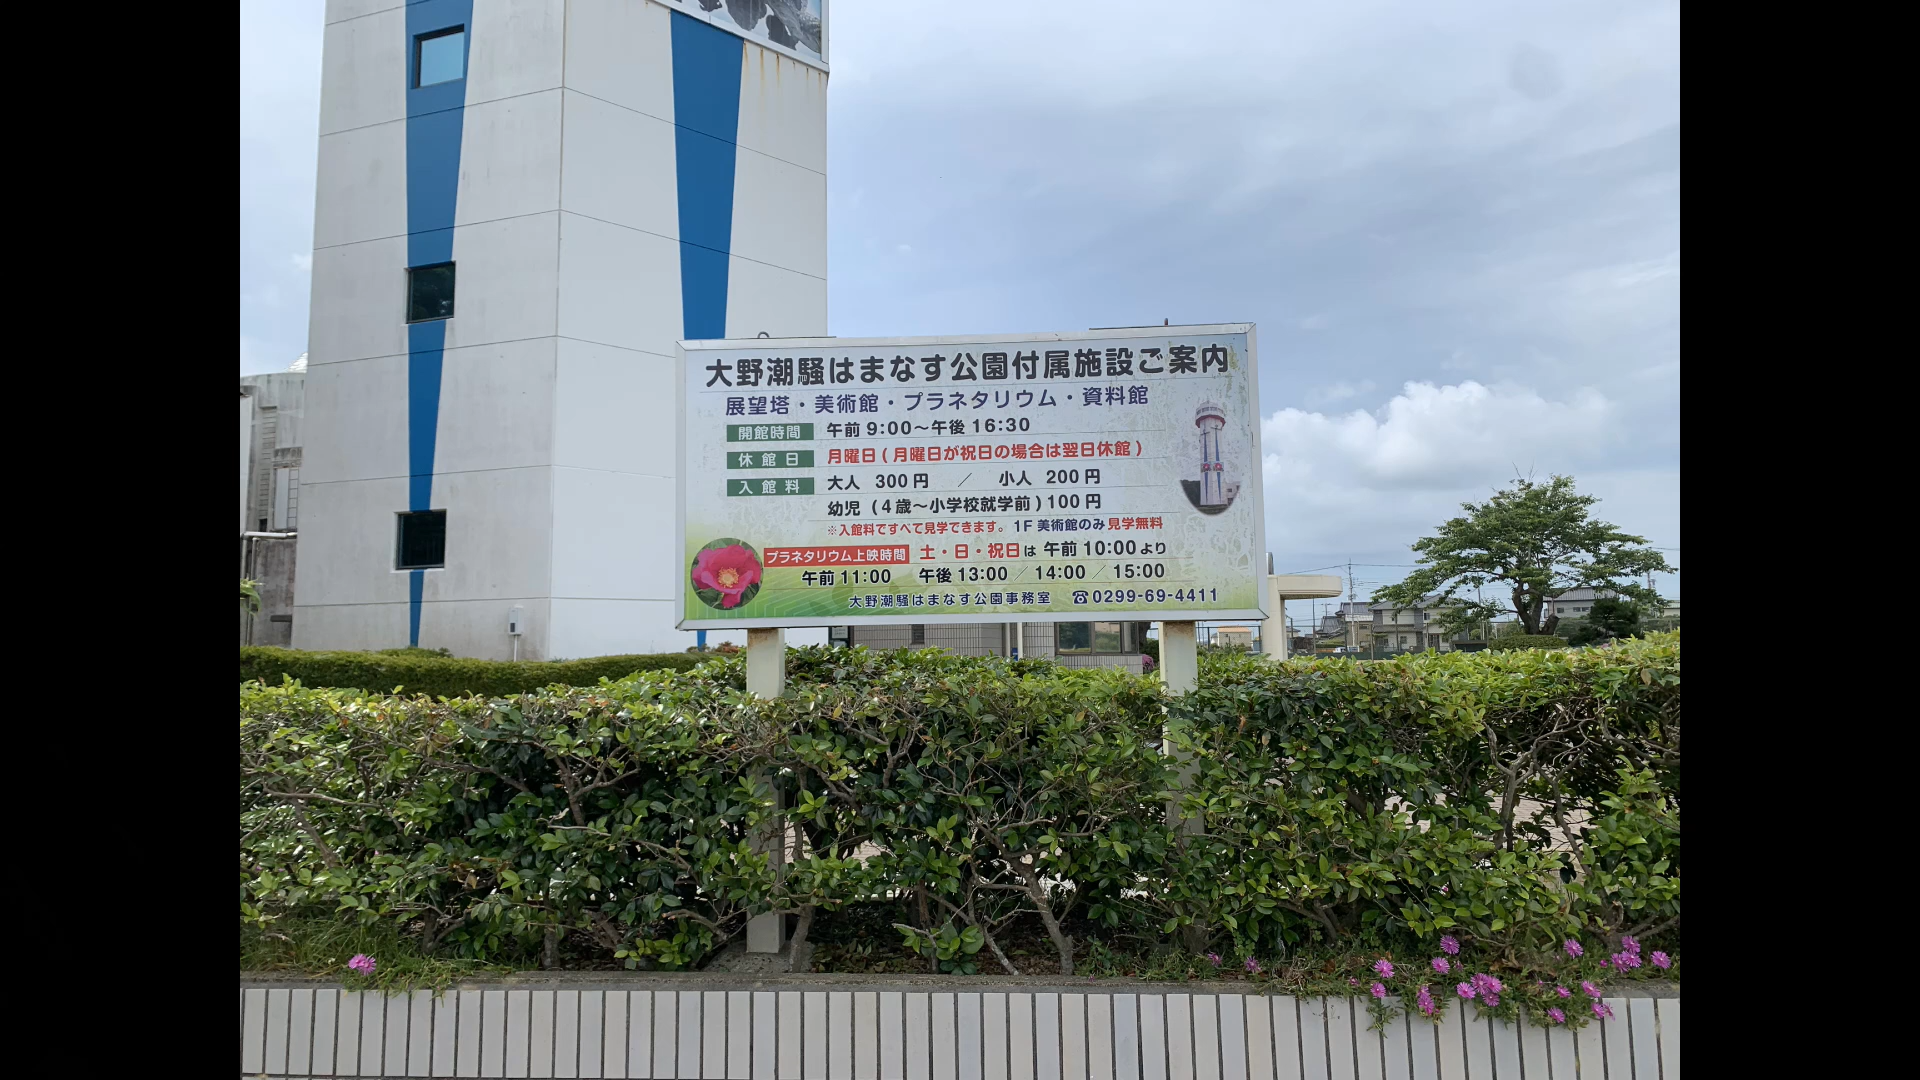 大野潮騒はまなす公園付属施設ご案内
展望塔・美術館・プラネタリウム・資料館
開館時間 午前 9:00〜午後 16:30
休館日 月曜日(月曜日が祝日の場合は翌日休館)
入館料 大人 300円 ／ 小人 200円
幼児 (4歳〜小学校就学前)100円
※入館料ですべて見学できます。1F 美術館のみ見学無料
プラネタリウム上映時間 土・日・祝日は 午前 10:00より
午前 11:00 午後 13:00 ／ 14:00 ／ 15:00
大野潮騒はまなす公園事務室 ☎0299-69-4411